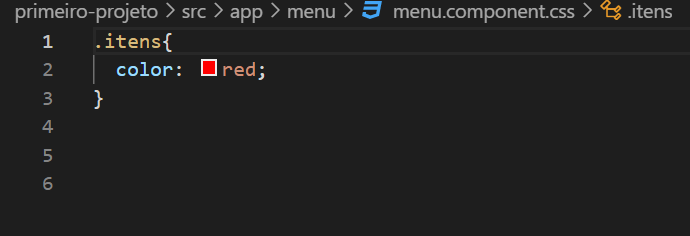 primeiro-projeto > src > app > menu > menu.component.css > .itens
1 .itens{
2 color: red;
3 }
4
5
6